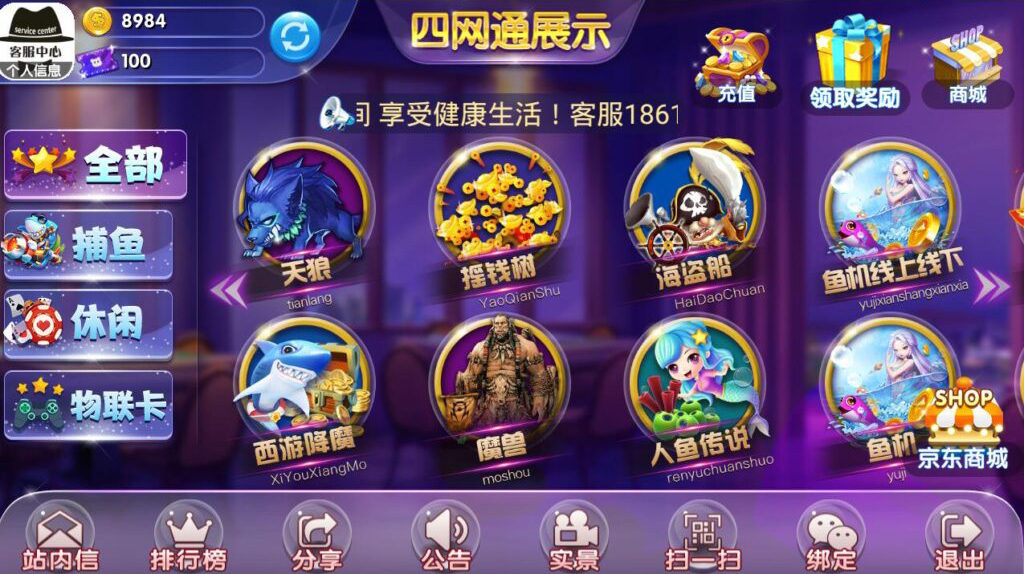 service center
客服中心
个人信息
8984
100
四网通展示
充值
领取奖励
SHOP
商城
享受健康生活！客服1861
全部
捕鱼
休闲
物联卡
天狼
tianlang
摇钱树
YaoQianShu
海盗船
HaiDaoChuan
鱼机线上线下
yujixianshangxianxia
西游降魔
XiYouXiangMo
魔兽
moshou
人鱼传说
renyuchuanshuo
鱼机
yuji
SHOP
京东商城
站内信
排行榜
分享
公告
实景
扫一扫
绑定
退出